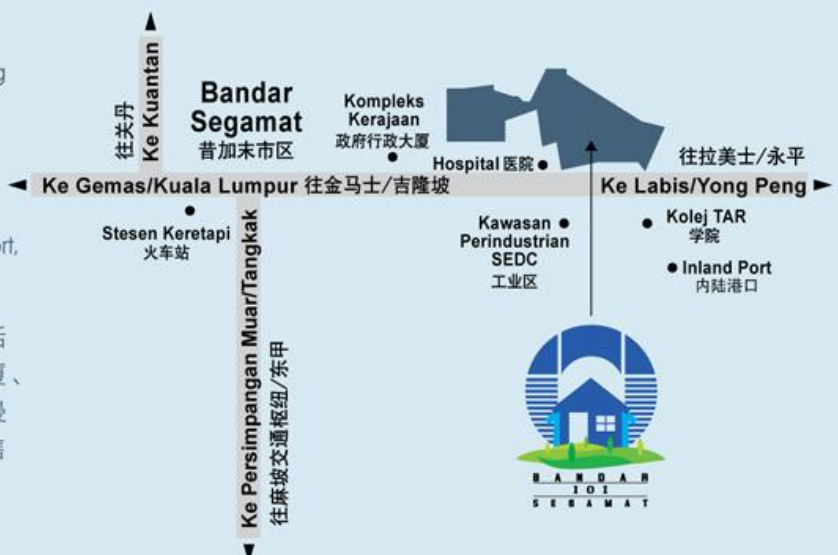 g
Ke Kuantan
往关丹
Bandar
Segamat
昔加末市区
Kompleks
Kerajaan
政府行政大厦
Hospital 医院
往拉美士/永平
Ke Gemas/Kuala Lumpur 往金马士/吉隆坡
Ke Labis/Yong Peng
Stesen Keretapi
火车站
ort,
Ke Persimpangan Muar/Tangkak
往麻坡交通枢纽/东甲
Kawasan
Perindustrian
SEDC
工业区
Kolej TAR
学院
Inland Port
内陆港口
BANDAR
IOI
SEGAMAT